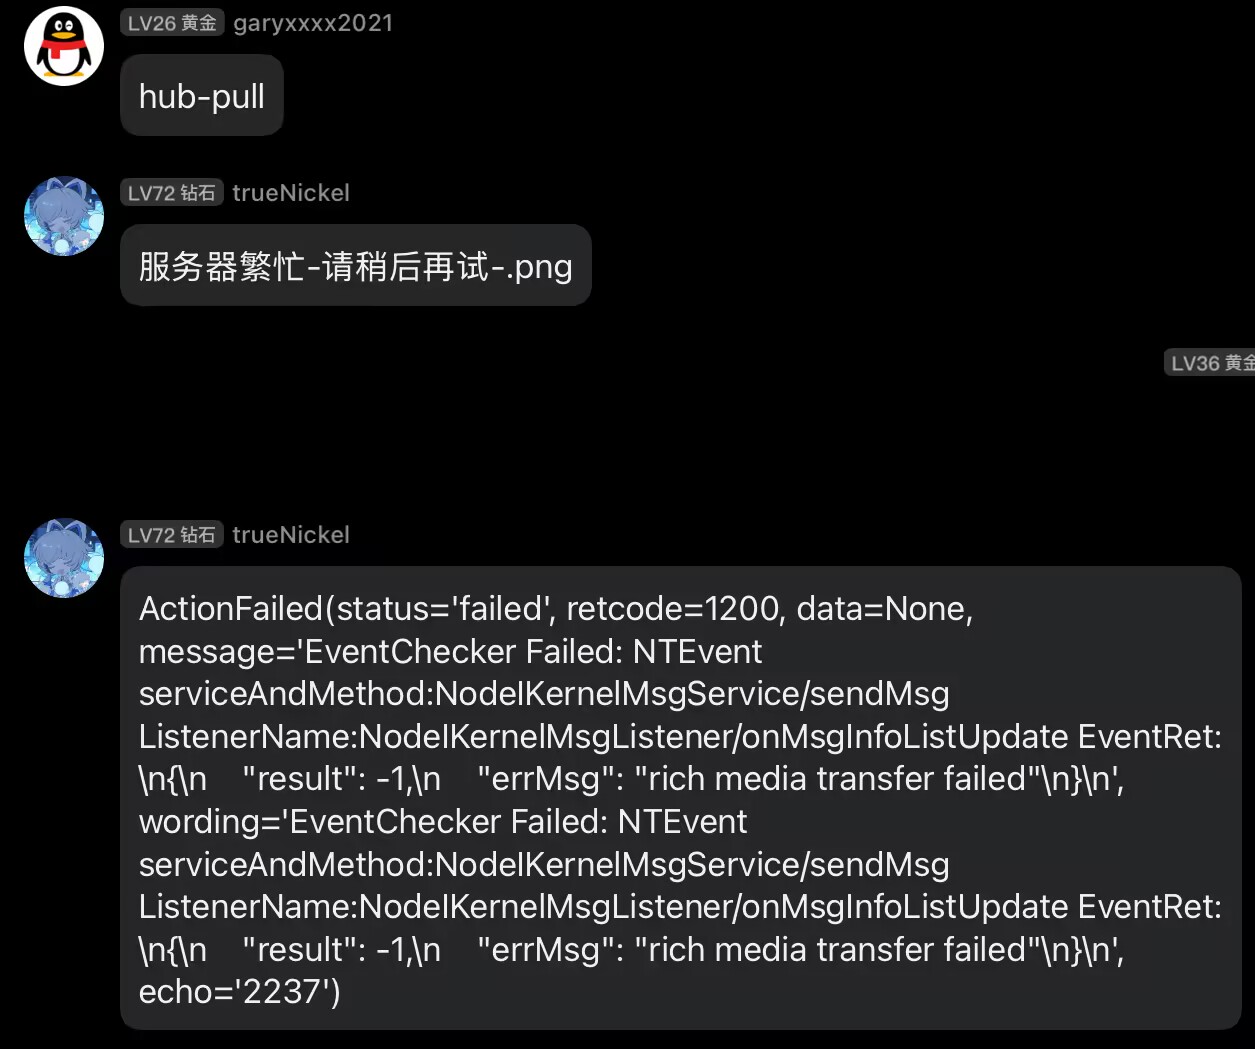 LV26 黄金 garyxxxx2021
hub-pull
LV72 钻石 trueNickel
服务器繁忙-请稍后再试-.png
LV36 黄金
LV72 钻石 trueNickel
ActionFailed(status='failed', retcode=1200, data=None,
message='EventChecker Failed: NTEvent
serviceAndMethod:NodeIKernelMsgService/sendMsg
ListenerName:NodeIKernelMsgListener/onMsgInfoListUpdate EventRet:
\n{\n    "result": -1,\n    "errMsg": "rich media transfer failed"\n}\n',
wording='EventChecker Failed: NTEvent
serviceAndMethod:NodeIKernelMsgService/sendMsg
ListenerName:NodeIKernelMsgListener/onMsgInfoListUpdate EventRet:
\n{\n    "result": -1,\n    "errMsg": "rich media transfer failed"\n}\n',
echo='2237')